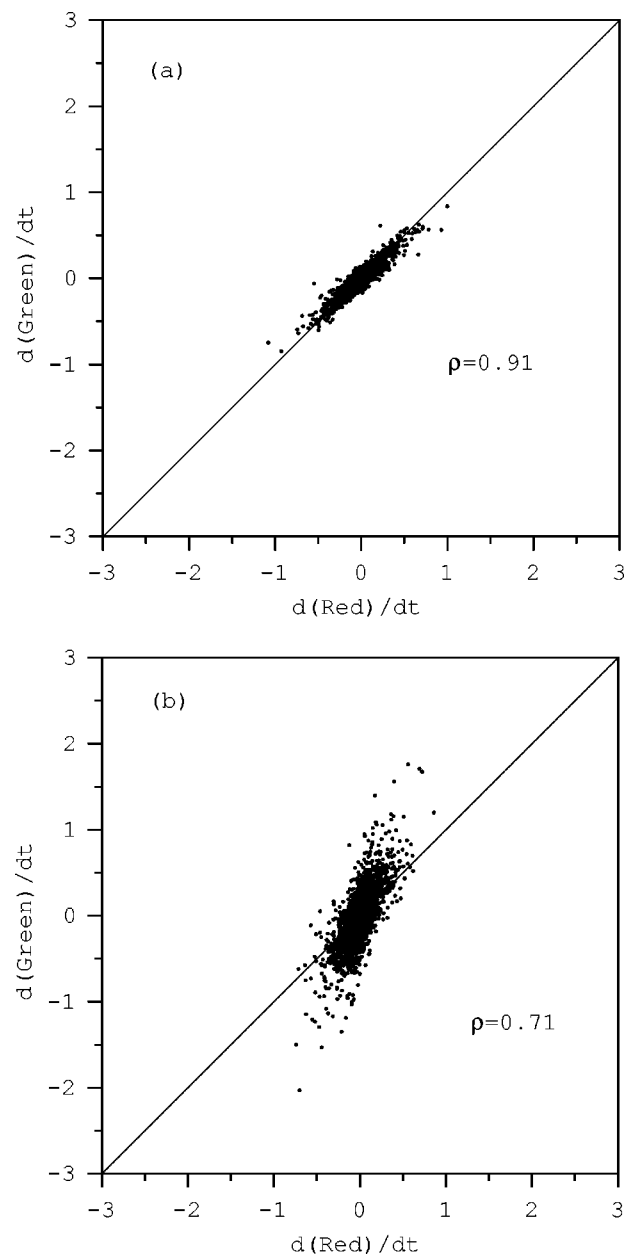 3
(a)
2
1
0
-1
-2
-3
d(Green)/dt
ρ=0.91
-3 -2 -1 0 1 2 3
d(Red)/dt
3
(b)
2
1
0
-1
-2
-3
d(Green)/dt
ρ=0.71
-3 -2 -1 0 1 2 3
d(Red)/dt